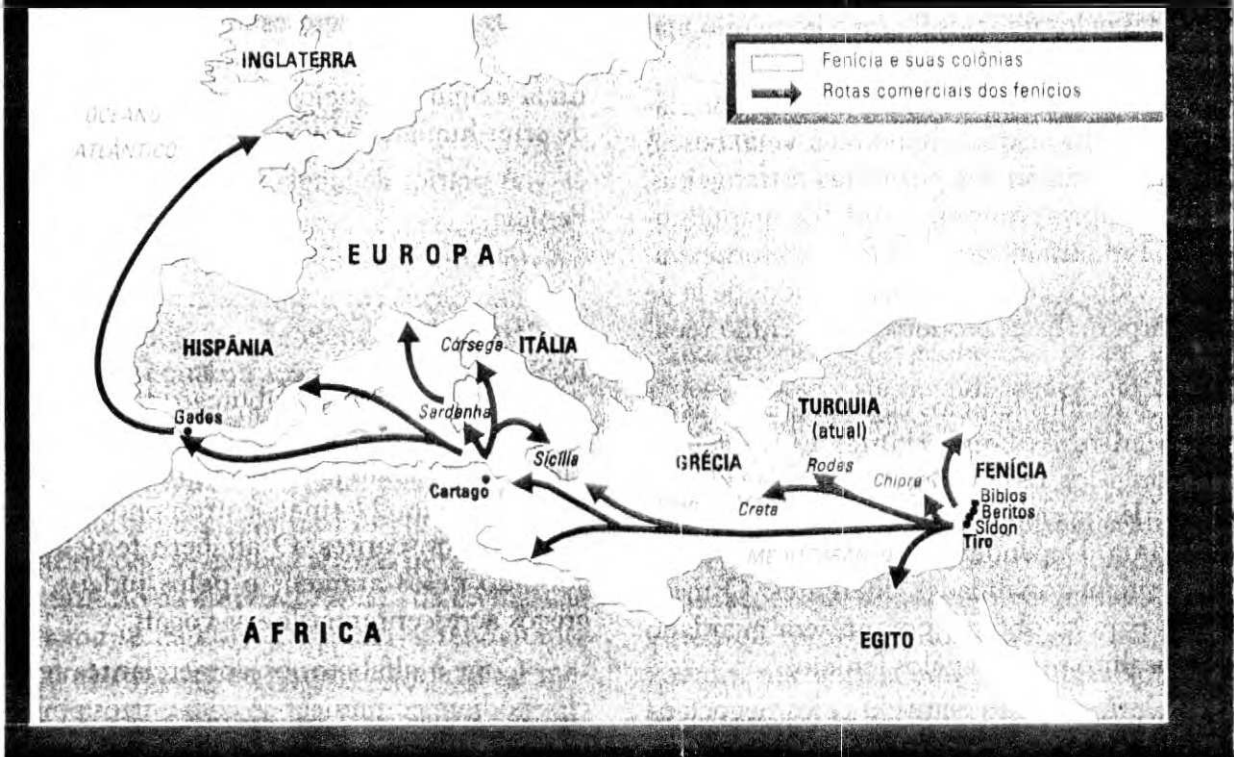 INGLATERRA
Fenícia e suas colônias
Rotas comerciais dos fenícios
OCEANO
ATLÂNTICO
EUROPA
HISPÂNIA
Córsega
ITÁLIA
Sardenha
Gades
TURQUIA
(atual)
Sicília
GRÉCIA
Rodes
Chipre
FENÍCIA
Cartago
Creta
Biblos
Beritos
Sídon
Tiro
ÁFRICA
EGITO